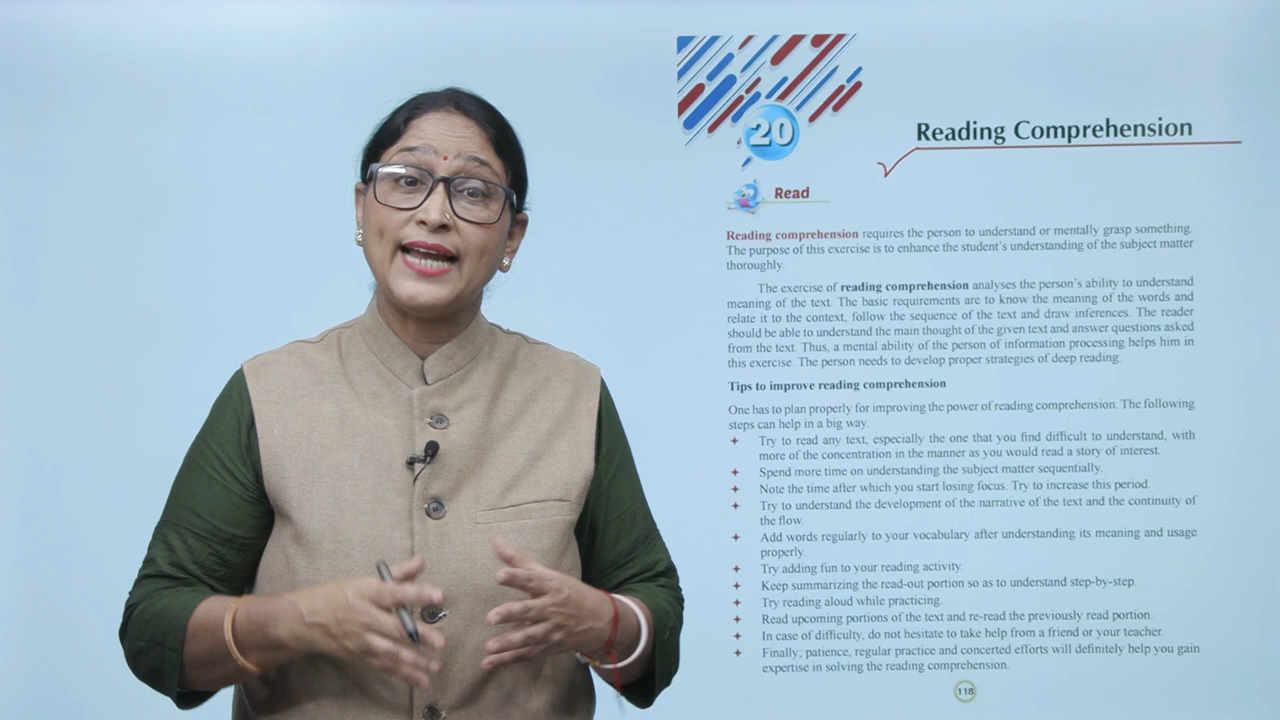 20
Reading Comprehension
Read
Reading comprehension requires the person to understand or mentally grasp something.
The purpose of this exercise is to enhance the student's understanding of the subject matter
thoroughly.
The exercise of reading comprehension analyses the person's ability to understand
meaning of the text. The basic requirements are to know the meaning of the words and
relate it to the context, follow the sequence of the text and draw inferences. The reader
should be able to understand the main thought of the given text and answer questions asked
from the text. Thus, a mental ability of the person of information processing helps him in
this exercise. The person needs to develop proper strategies of deep reading.
Tips to improve reading comprehension
One has to plan properly for improving the power of reading comprehension. The following
steps can help in a big way.
Try to read any text, especially the one that you find difficult to understand, with
more of the concentration in the manner as you would read a story of interest.
Spend more time on understanding the subject matter sequentially.
Note the time after which you start losing focus. Try to increase this period.
Try to understand the development of the narrative of the text and the continuity of
the flow.
Add words regularly to your vocabulary after understanding its meaning and usage
properly.
Try adding fun to your reading activity.
Keep summarizing the read-out portion so as to understand step-by-step.
Try reading aloud while practicing.
Read upcoming portions of the text and re-read the previously read portion.
In case of difficulty, do not hesitate to take help from a friend or your teacher.
Finally, patience, regular practice and concerted efforts will definitely help you gain
expertise in solving the reading comprehension.
118